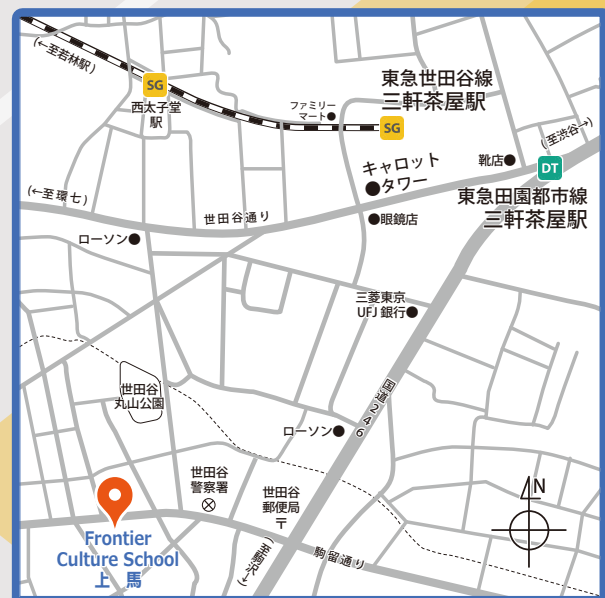 (←至若林駅)
SG
西太子堂
駅
ファミリー
マート
SG
東急世田谷線
三軒茶屋駅
(至渋谷→)
靴店
DT
キャロット
タワー
東急田園都市線
三軒茶屋駅
(←至環七)
世田谷通り
眼鏡店
ローソン
三菱東京
UFJ 銀行
国道246
世田谷
丸山公園
ローソン
世田谷
警察署
世田谷
郵便局
〒
N
Frontier
Culture School
上 馬
(至駒沢→)
駒留通り